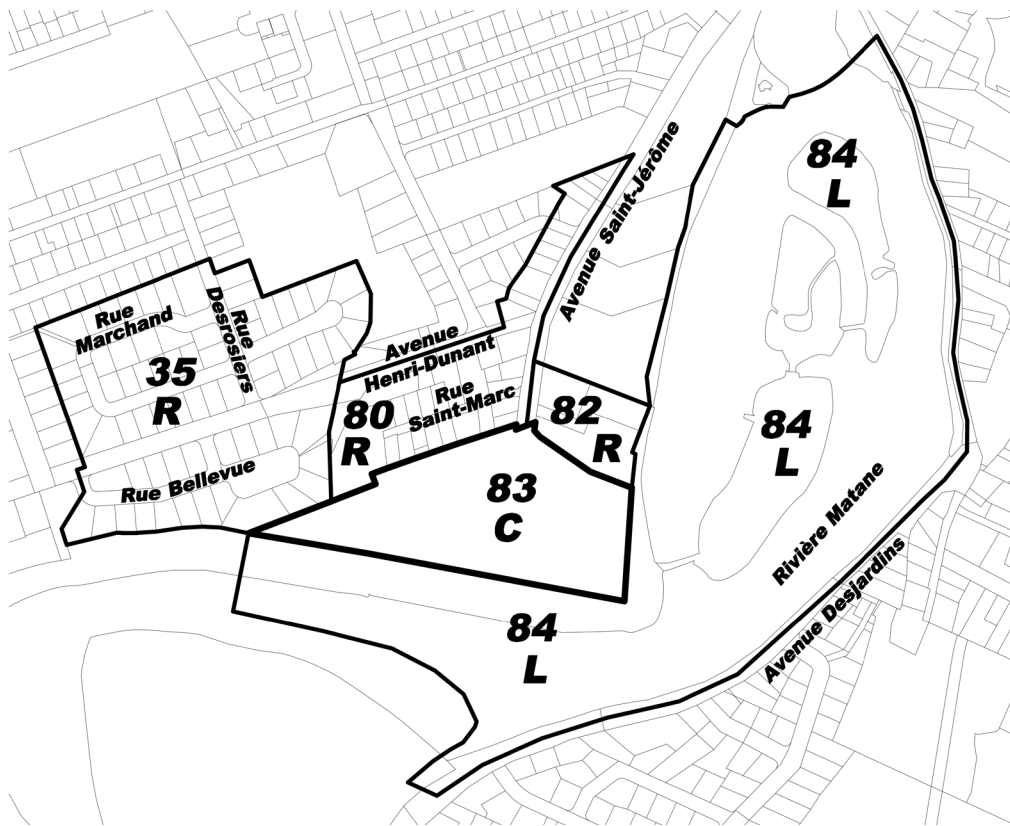 84
L
Avenue Saint-Jérôme
Rue
Marchand
Rue
Desrosiers
Avenue
Henri-Dunant
35
R
Rue
Saint-Marc
80
R
82
R
84
L
Rue Bellevue
83
C
Rivière Matane
Avenue Desjardins
84
L